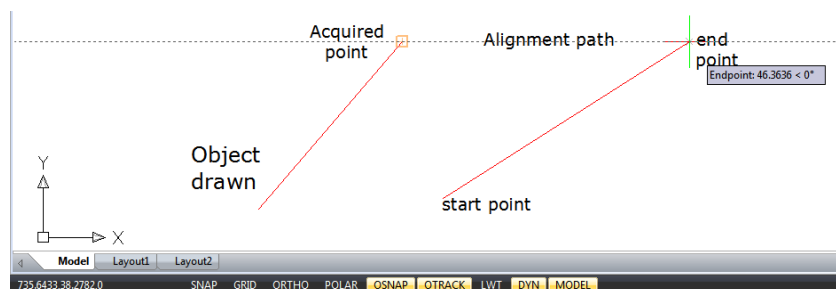 Acquired
point
Alignment path
end
point
Endpoint: 46.3636 < 0°
Object
drawn
start point
Y
X
Model Layout1 Layout2
735.6433,38.2782,0 SNAP GRID ORTHO POLAR OSNAP OTRACK LWT DYN MODEL